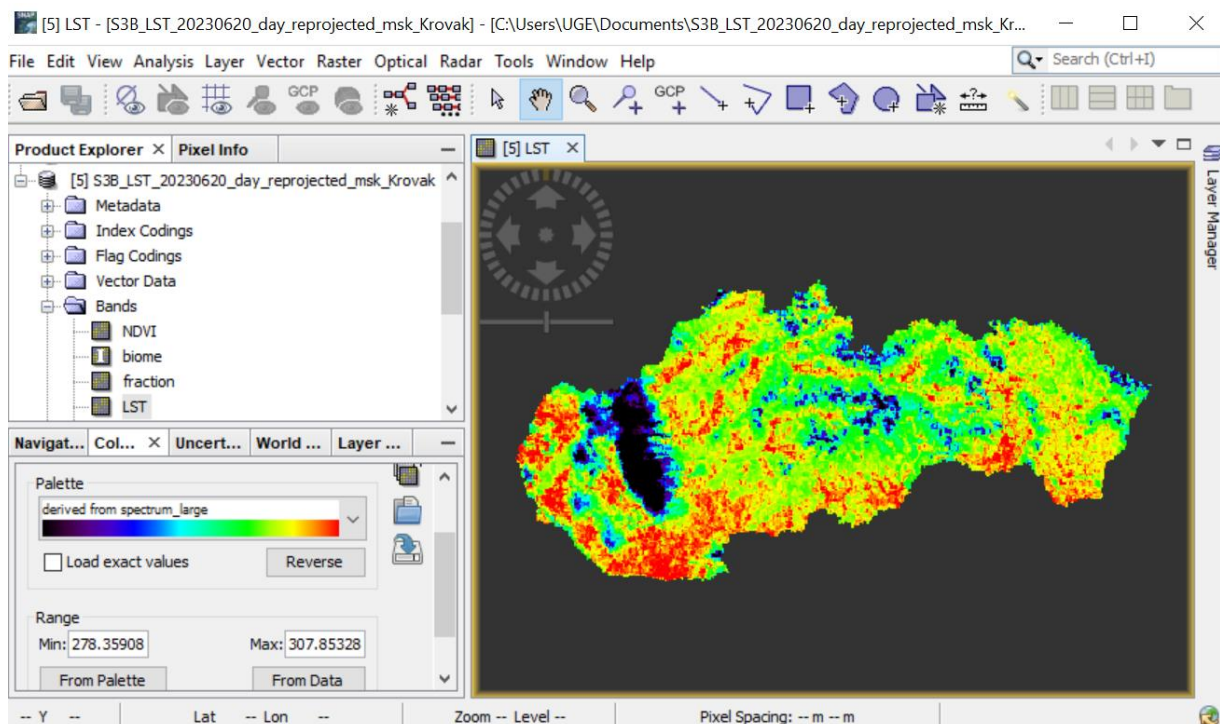 [5] LST - [S3B_LST_20230620_day_reprojected_msk_Krovak] - [C:\Users\UGE\Documents\S3B_LST_20230620_day_reprojected_msk_Kr...
File Edit View Analysis Layer Vector Raster Optical Radar Tools Window Help
Search (Ctrl+I)
GCP GCP
Product Explorer Pixel Info
[5] LST
[5] S3B_LST_20230620_day_reprojected_msk_Krovak
Metadata
Index Codings
Flag Codings
Vector Data
Bands
NDVI
biome
fraction
LST
Layer Manager
Navigat... Col... Uncert... World ... Layer ...
Palette
derived from spectrum_large
Load exact values Reverse
Range
Min: 278.35908 Max: 307.85328
From Palette From Data
-- Y -- Lat -- Lon -- Zoom -- Level -- Pixel Spacing: -- m -- m